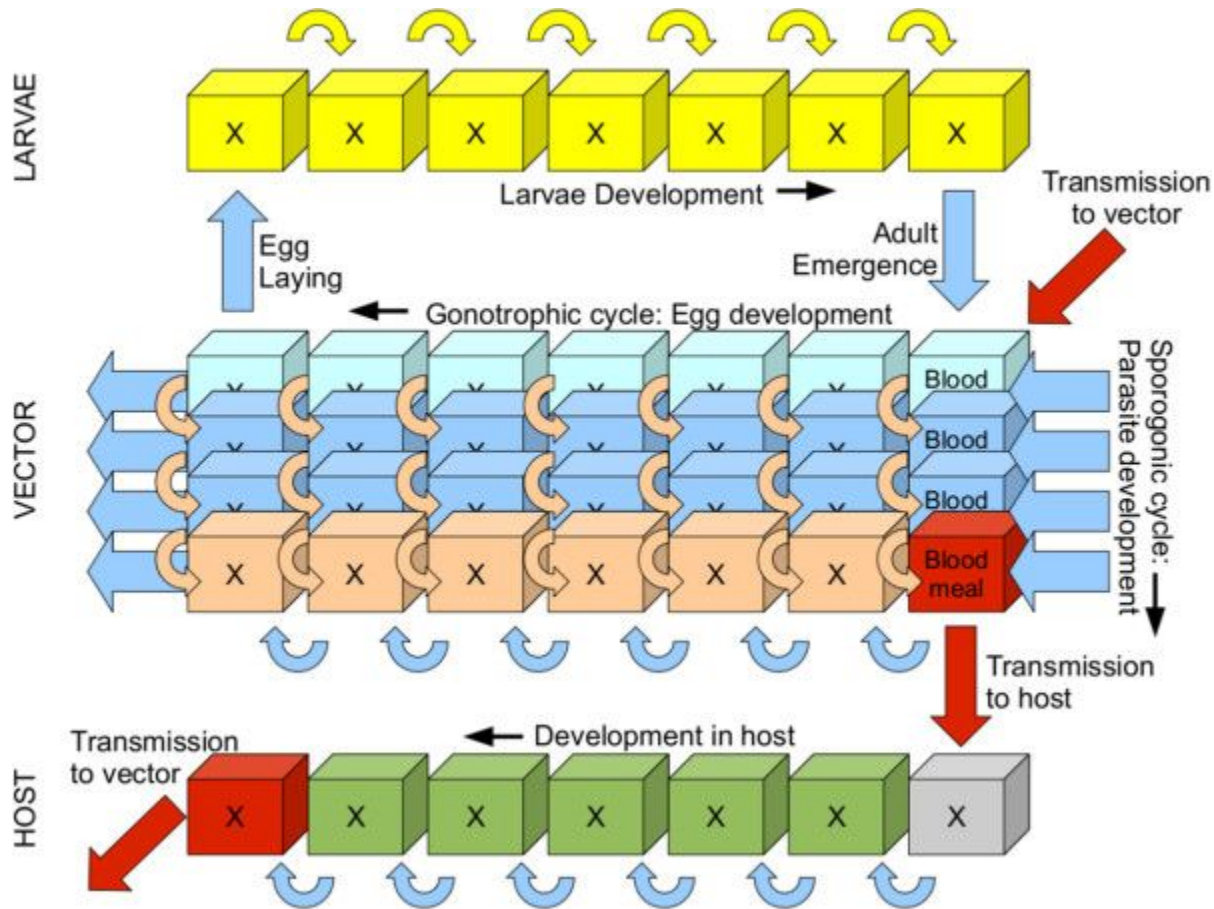 LARVAE
X X X X X X X
Larvae Development
Transmission
to vector
Egg
Laying
Adult
Emergence
Gonotrophic cycle: Egg development
VECTOR
Sporogonic cycle:
Parasite development
X X X X X X Blood
X X X X X X Blood
X X X X X X Blood
X X X X X X Blood
meal
Transmission
to host
Development in host
Transmission
to vector
HOST
X X X X X X X